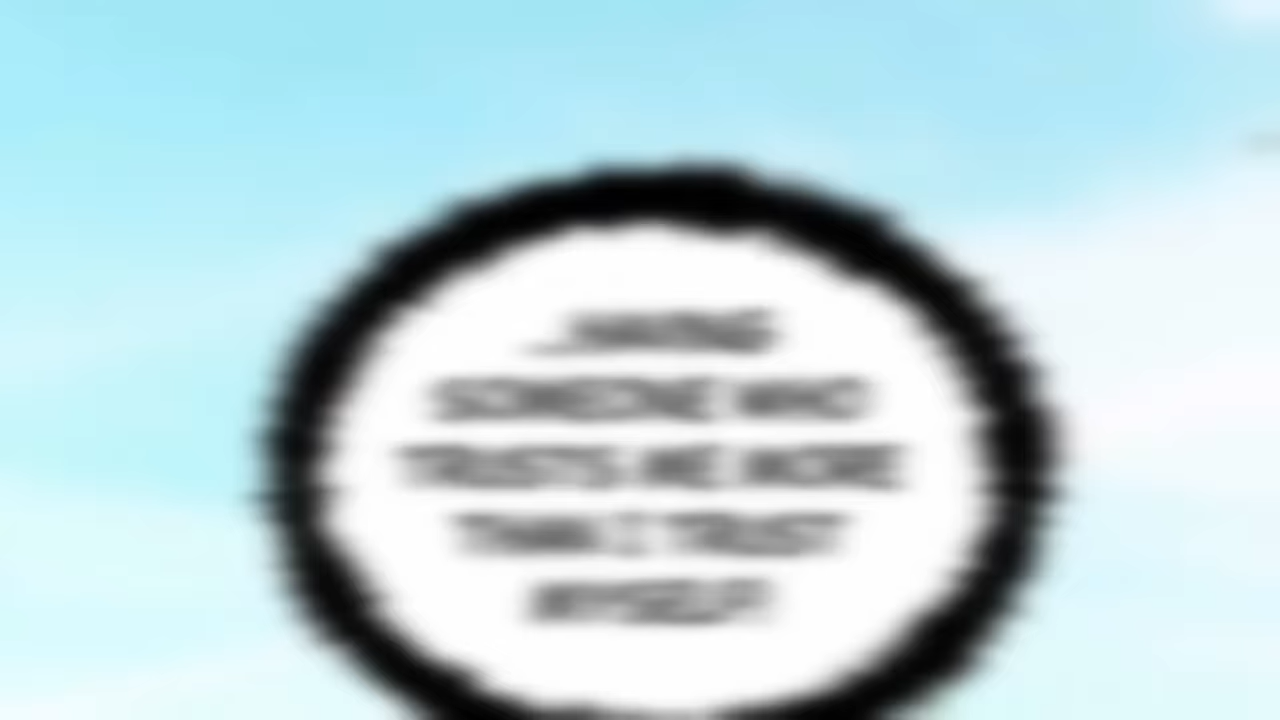 ...HAVING
SOMEONE WHO
TRUSTS ME MORE
THAN I TRUST
MYSELF!